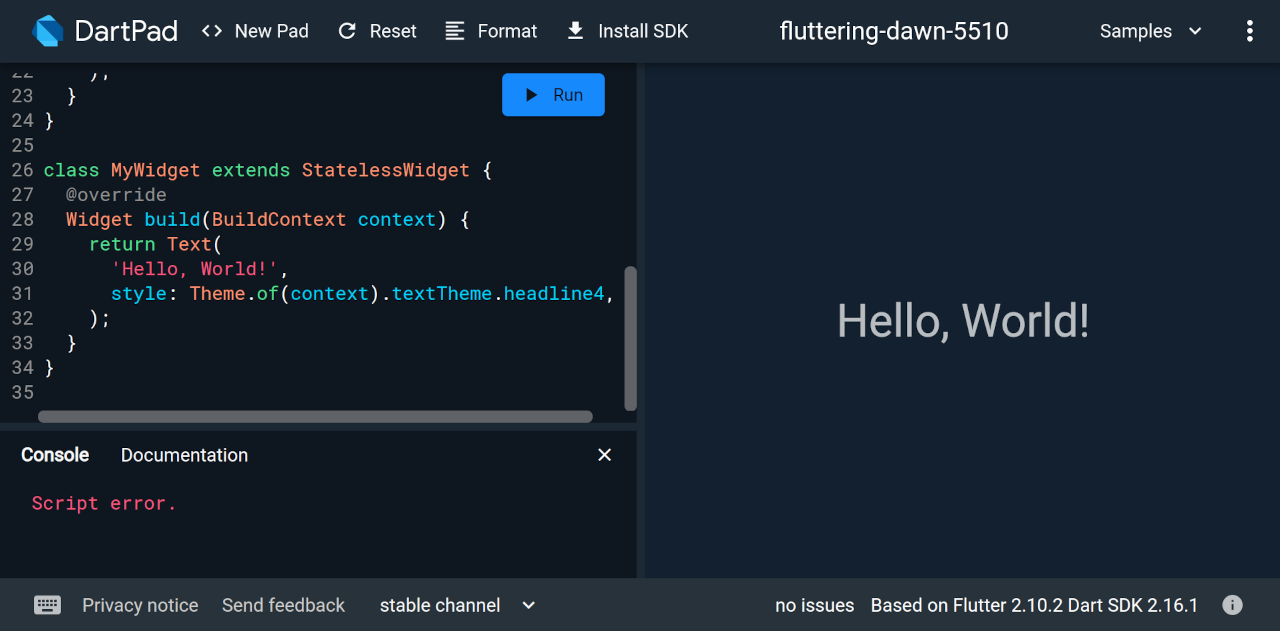 DartPad <> New Pad Reset Format Install SDK fluttering-dawn-5510 Samples
22 );
Run
23 }
24 }
25
26 class MyWidget extends StatelessWidget {
27 @override
28 Widget build(BuildContext context) {
29 return Text(
30 'Hello, World!',
31 style: Theme.of(context).textTheme.headline4,
32 );
33 }
34 }
35
Hello, World!
Console Documentation
Script error.
Privacy notice Send feedback stable channel no issues Based on Flutter 2.10.2 Dart SDK 2.16.1